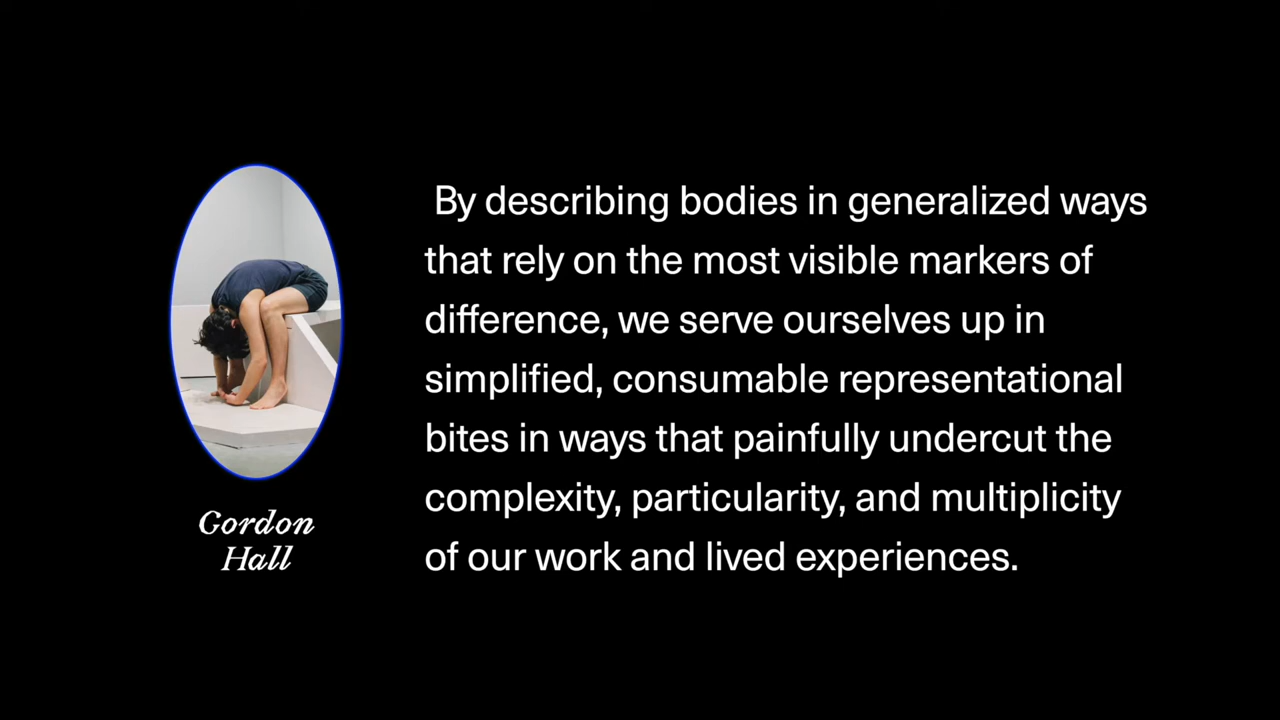 By describing bodies in generalized ways
that rely on the most visible markers of
difference, we serve ourselves up in
simplified, consumable representational
bites in ways that painfully undercut the
complexity, particularity, and multiplicity
of our work and lived experiences.
Gordon
Hall